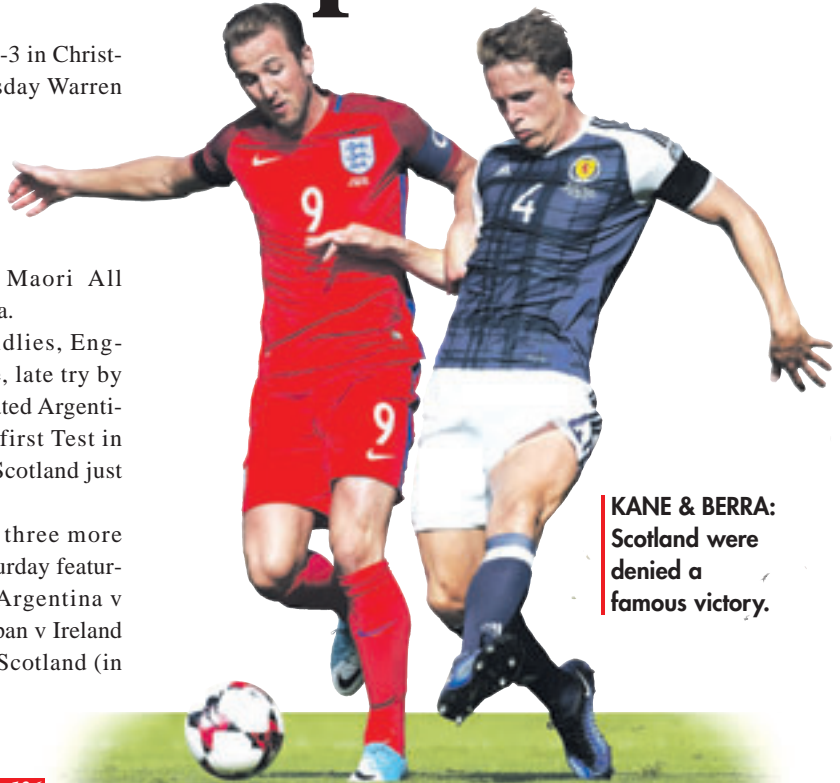 p
-3 in Christ-
sday Warren
Maori All
a.
dlies, Eng-
, late try by
ted Argenti-
first Test in
Scotland just
three more
urday featur-
Argentina v
pan v Ireland
Scotland (in
9
9
4
KANE & BERRA:
Scotland were
denied a
famous victory.